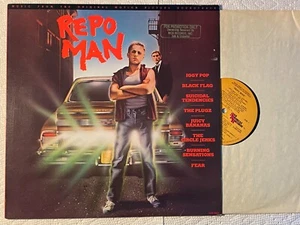 MUSIC FROM THE ORIGINAL MOTION PICTURE SOUNDTRACK
REPO
MAN
IGGY POP
BLACK FLAG
SUICIDAL
TENDENCIES
THE PLUGZ
JUICY
BANANAS
THE
CIRCLE JERKS
BURNING
SENSATIONS
FEAR